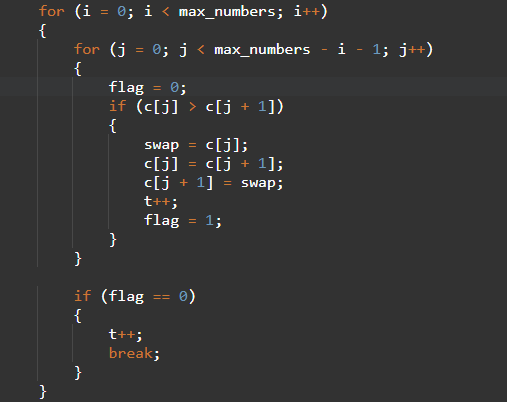 for (i = 0; i < max_numbers; i++)
{
    for (j = 0; j < max_numbers - i - 1; j++)
    {
        flag = 0;
        if (c[j] > c[j + 1])
        {
            swap = c[j];
            c[j] = c[j + 1];
            c[j + 1] = swap;
            t++;
            flag = 1;
        }
    }

    if (flag == 0)
    {
        t++;
        break;
    }
}